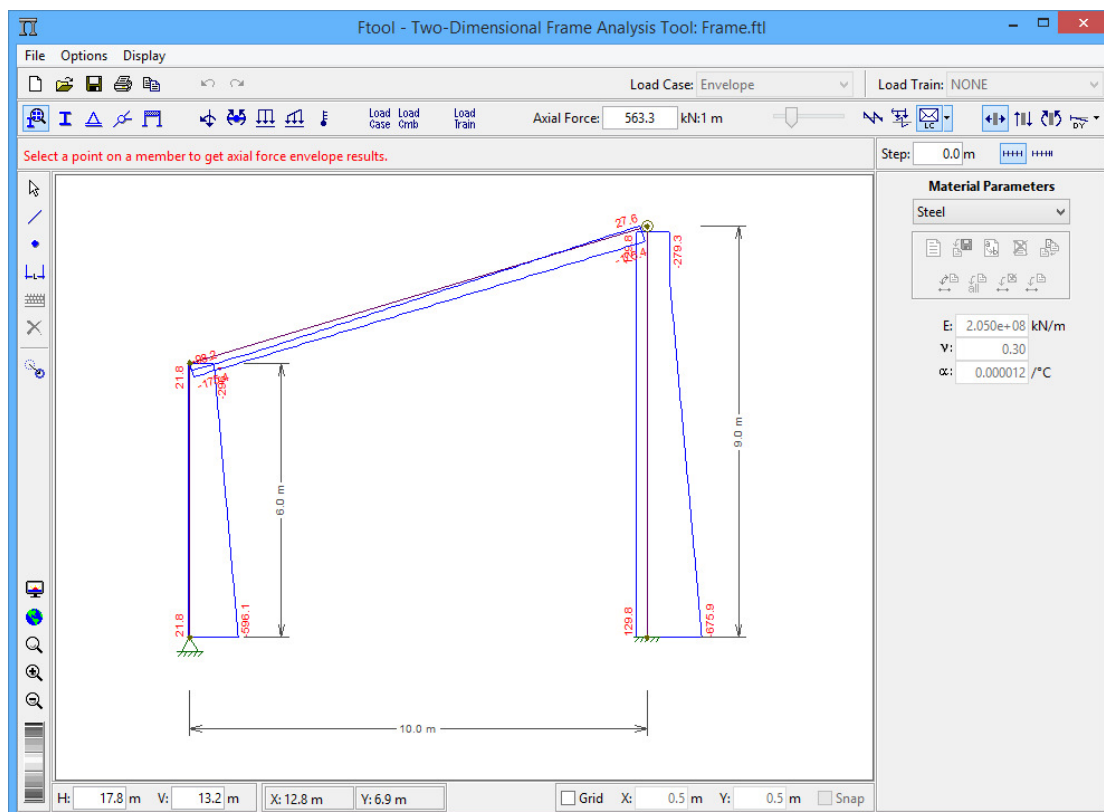 Ftool - Two-Dimensional Frame Analysis Tool: Frame.ftl
File Options Display
Load Case: Envelope Load Train: NONE
Load Case Load Cmb Load Train Axial Force: 563.3 kN:1 m LC DY
Select a point on a member to get axial force envelope results. Step: 0.0 m
Material Parameters
Steel
all
E: 2.050e+08 kN/m
ν: 0.30
α: 0.000012 /°C
27.6
-279.3
21.8
9.0 m
6.0 m
21.8
-596.1
129.8
-675.9
10.0 m
H: 17.8 m V: 13.2 m X: 12.8 m Y: 6.9 m Grid X: 0.5 m Y: 0.5 m Snap